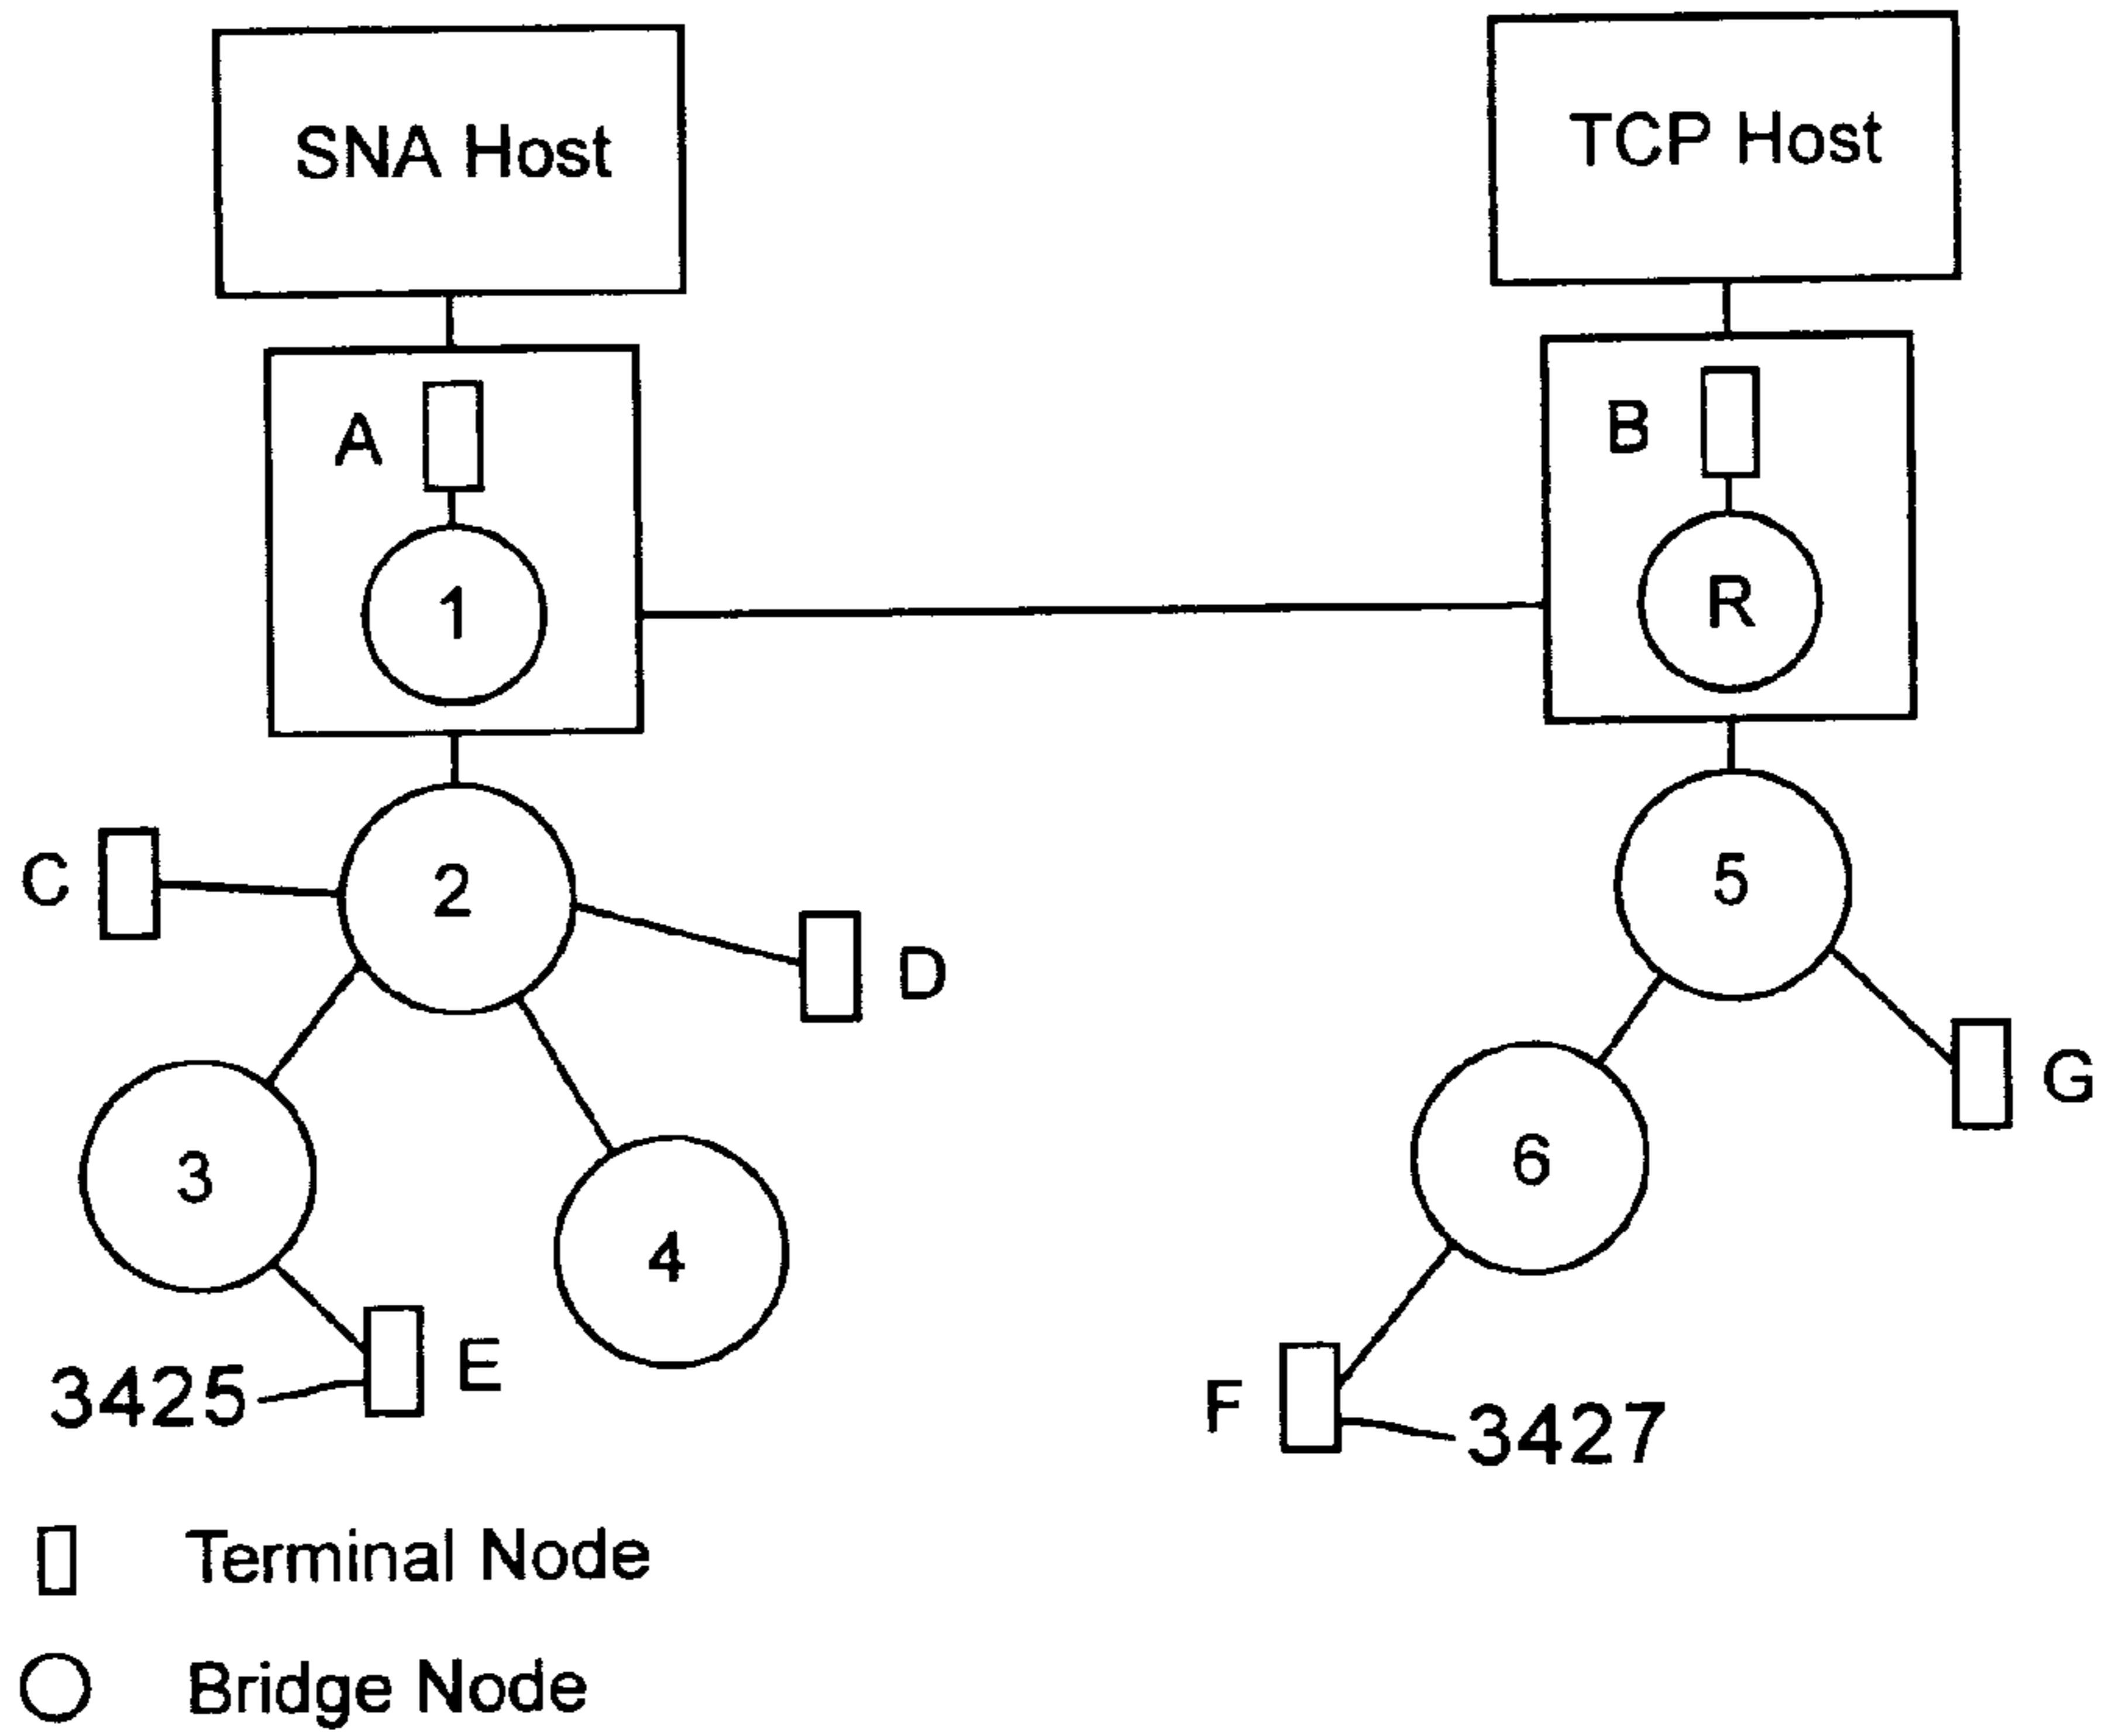 SNA Host
TCP Host
A
B
1
R
C
2
5
D
G
3
6
4
E
3425
F
3427
Terminal Node
Bridge Node